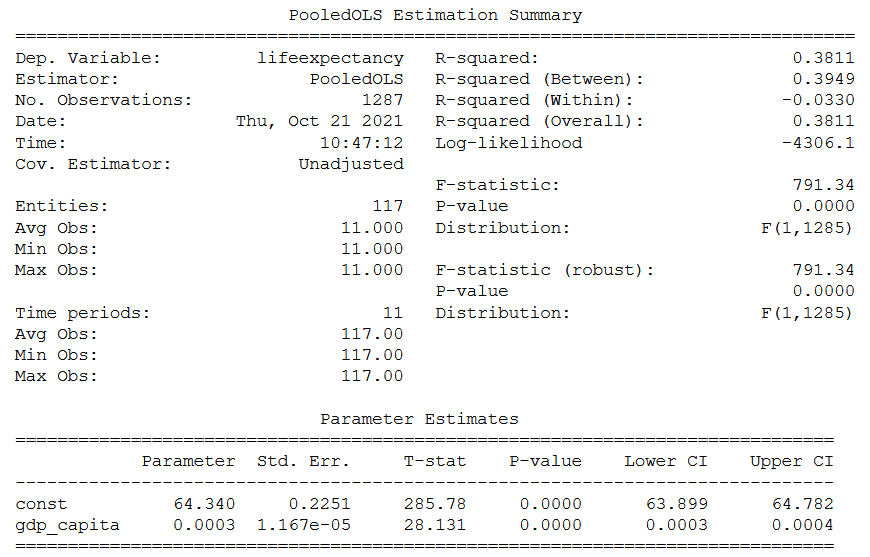 PooledOLS Estimation Summary
================================================================================
Dep. Variable: lifeexpectancy R-squared: 0.3811
Estimator: PooledOLS R-squared (Between): 0.3949
No. Observations: 1287 R-squared (Within): -0.0330
Date: Thu, Oct 21 2021 R-squared (Overall): 0.3811
Time: 10:47:12 Log-likelihood -4306.1
Cov. Estimator: Unadjusted
F-statistic: 791.34
Entities: 117 P-value 0.0000
Avg Obs: 11.000 Distribution: F(1,1285)
Min Obs: 11.000
Max Obs: 11.000 F-statistic (robust): 791.34
P-value 0.0000
Time periods: 11 Distribution: F(1,1285)
Avg Obs: 117.00
Min Obs: 117.00
Max Obs: 117.00
Parameter Estimates
==============================================================================
Parameter Std. Err. T-stat P-value Lower CI Upper CI
------------------------------------------------------------------------------
const 64.340 0.2251 285.78 0.0000 63.899 64.782
gdp_capita 0.0003 1.167e-05 28.131 0.0000 0.0003 0.0004
==============================================================================